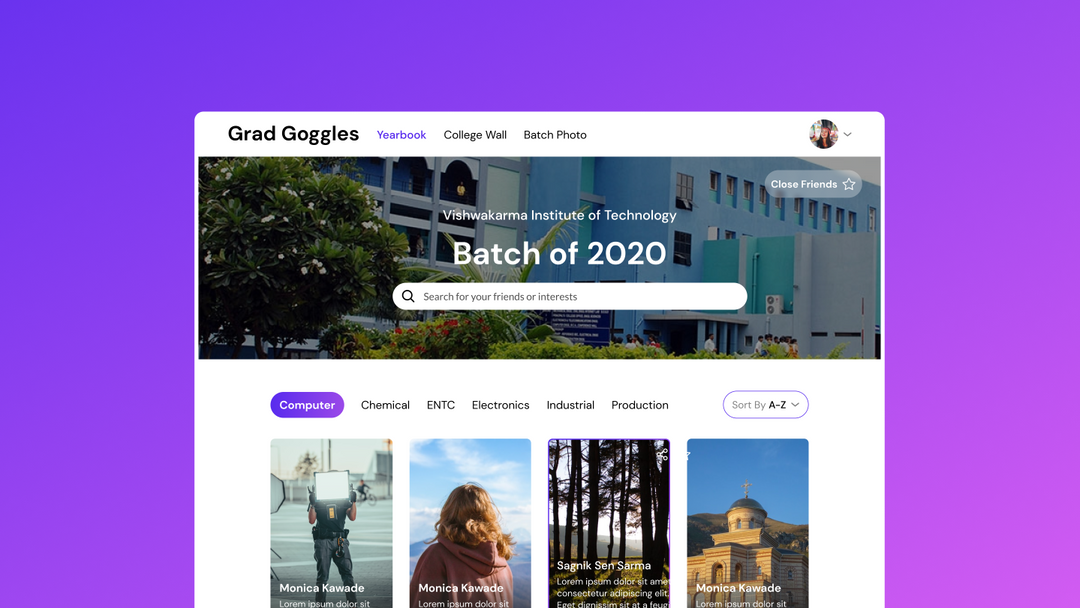 Grad Goggles
Yearbook
College Wall
Batch Photo
Close Friends
Vishwakarma Institute of Technology
Batch of 2020
Search for your friends or interests
Computer
Chemical
ENTC
Electronics
Industrial
Production
Sort By A-Z
Monica Kawade
Lorem ipsum dolor sit
Monica Kawade
Lorem ipsum dolor sit
Sagnik Sen Sarma
Lorem ipsum dolor sit amet
consectetur adipiscing elit.
Eget dignissim sit at a feug
Monica Kawade
Lorem ipsum dolor sit